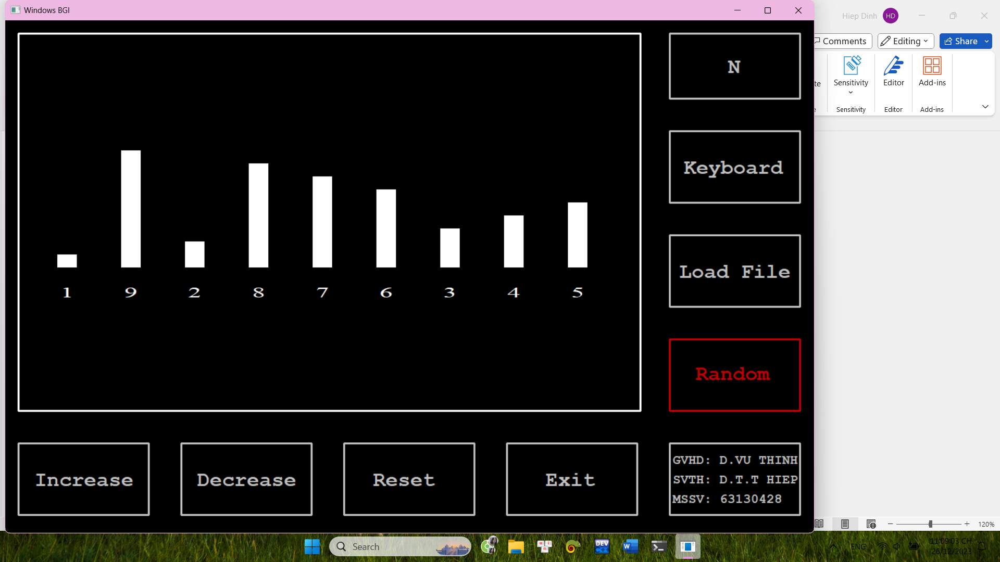 Windows BGI
Hiep Dinh
HD
Comments
Editing
Share
Sensitivity
Editor
Add-ins
Sensitivity
Editor
Add-ins
N
Keyboard
1 9 2 8 7 6 3 4 5
Load File
Random
Increase
Decrease
Reset
Exit
GVHD: D.VU THINH
SVTH: D.T.T HIEP
MSSV: 63130428
120%
Search
DEV
ENG
11:09:03 CH
26/12/2023